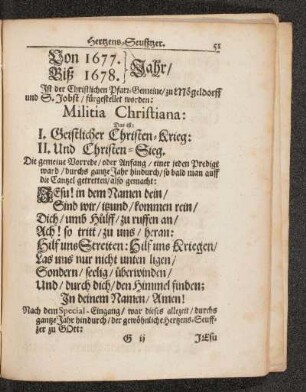 Hertzens-Seufftzer. 51
Von 1677.
Biß 1678. } Jahr /
Ist der Christlichen Pfarr-Gemeine / zu Mögeldorff
und S. Jobst / fürgestellet worden:
Militia Christiana:
Das ist:
I. Geistlicher Christen-Krieg:
II. Und Christen-Sieg.
Die gemeine Vorrede / oder Anfang / einer jeden Predigt
ward / durchs gantze Jahr hindurch / so bald man auff
die Cantzel getretten / also gemacht:
JEsu! in dem Namen dein /
Sind wir / itzund / kommen rein /
Dich / umb Hülff / zu ruffen an /
Ach! so tritt / zu uns / heran:
Hilf uns Streiten: Hilf uns Kriegen /
Las uns nur nicht unten ligen /
Sondern / seelig / überwinden /
Und / durch dich / den Himmel finden:
In deinem Namen / Amen!
Nach dem Special-Eingang / war dieses allezeit / durchs
gantze Jahr hindurch / der gewöhnliche Hertzens-Seuff-
tzer zu GOtt:
G ij JEsu